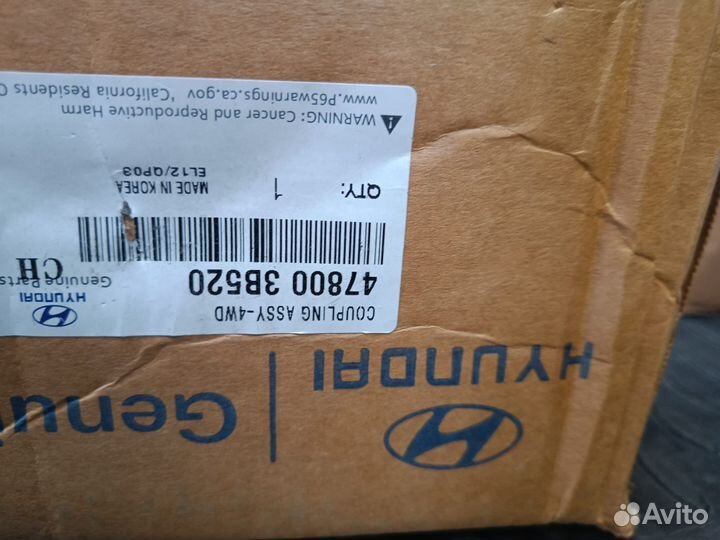 HYUNDAI
Genui
COUPLING ASSY-4WD
HYUNDAI
Genuine Parts
47800 3B520
CH
QTY: 1
MADE IN KOREA
EL12/QP03
WARNING: Cancer and Reproductive Harm
www.P65warnings.ca.gov "California Residents O
Avito